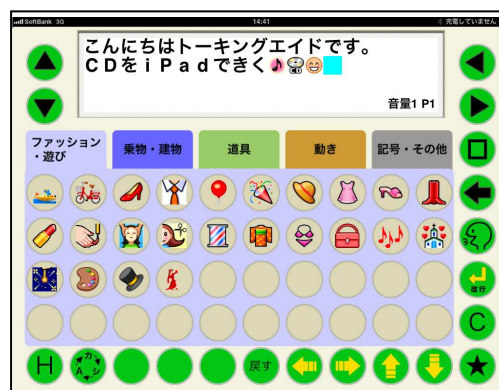 SoftBank 3G 14:41 充電していません
こんにちはトーキングエイドです。
CDをiPadできく
音量1 P1
ファッション
・遊び
乗物・建物
道具
動き
記号・その他
改行
C
H
カ
A シ
戻す